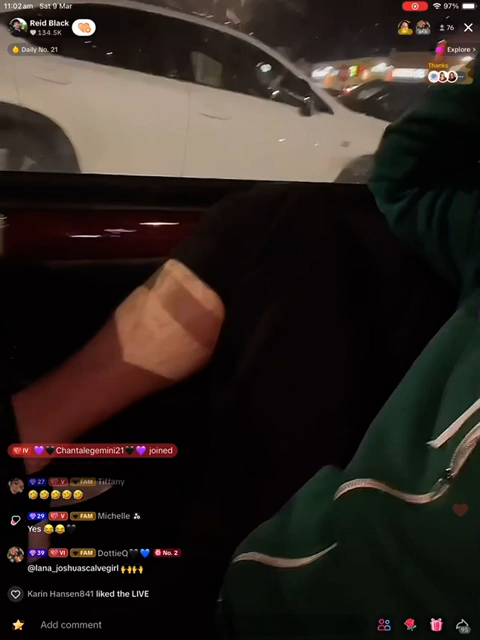 11:02 am Sat 9 Mar
97%
Reid Black
134.5K
76
Daily No. 21
Explore >
Thanks
IV 💜🖤Chantalegemini21🖤💜 joined
27 V FAM Tiffany
🤣🤣🤣🤣🤣
29 V FAM Michelle
Yes 😂😂🖤
39 VI FAM DottieQ🖤💙 No. 2
@lana_joshuascalvegirl 🙌🙌
Karin Hansen841 liked the LIVE
Add comment